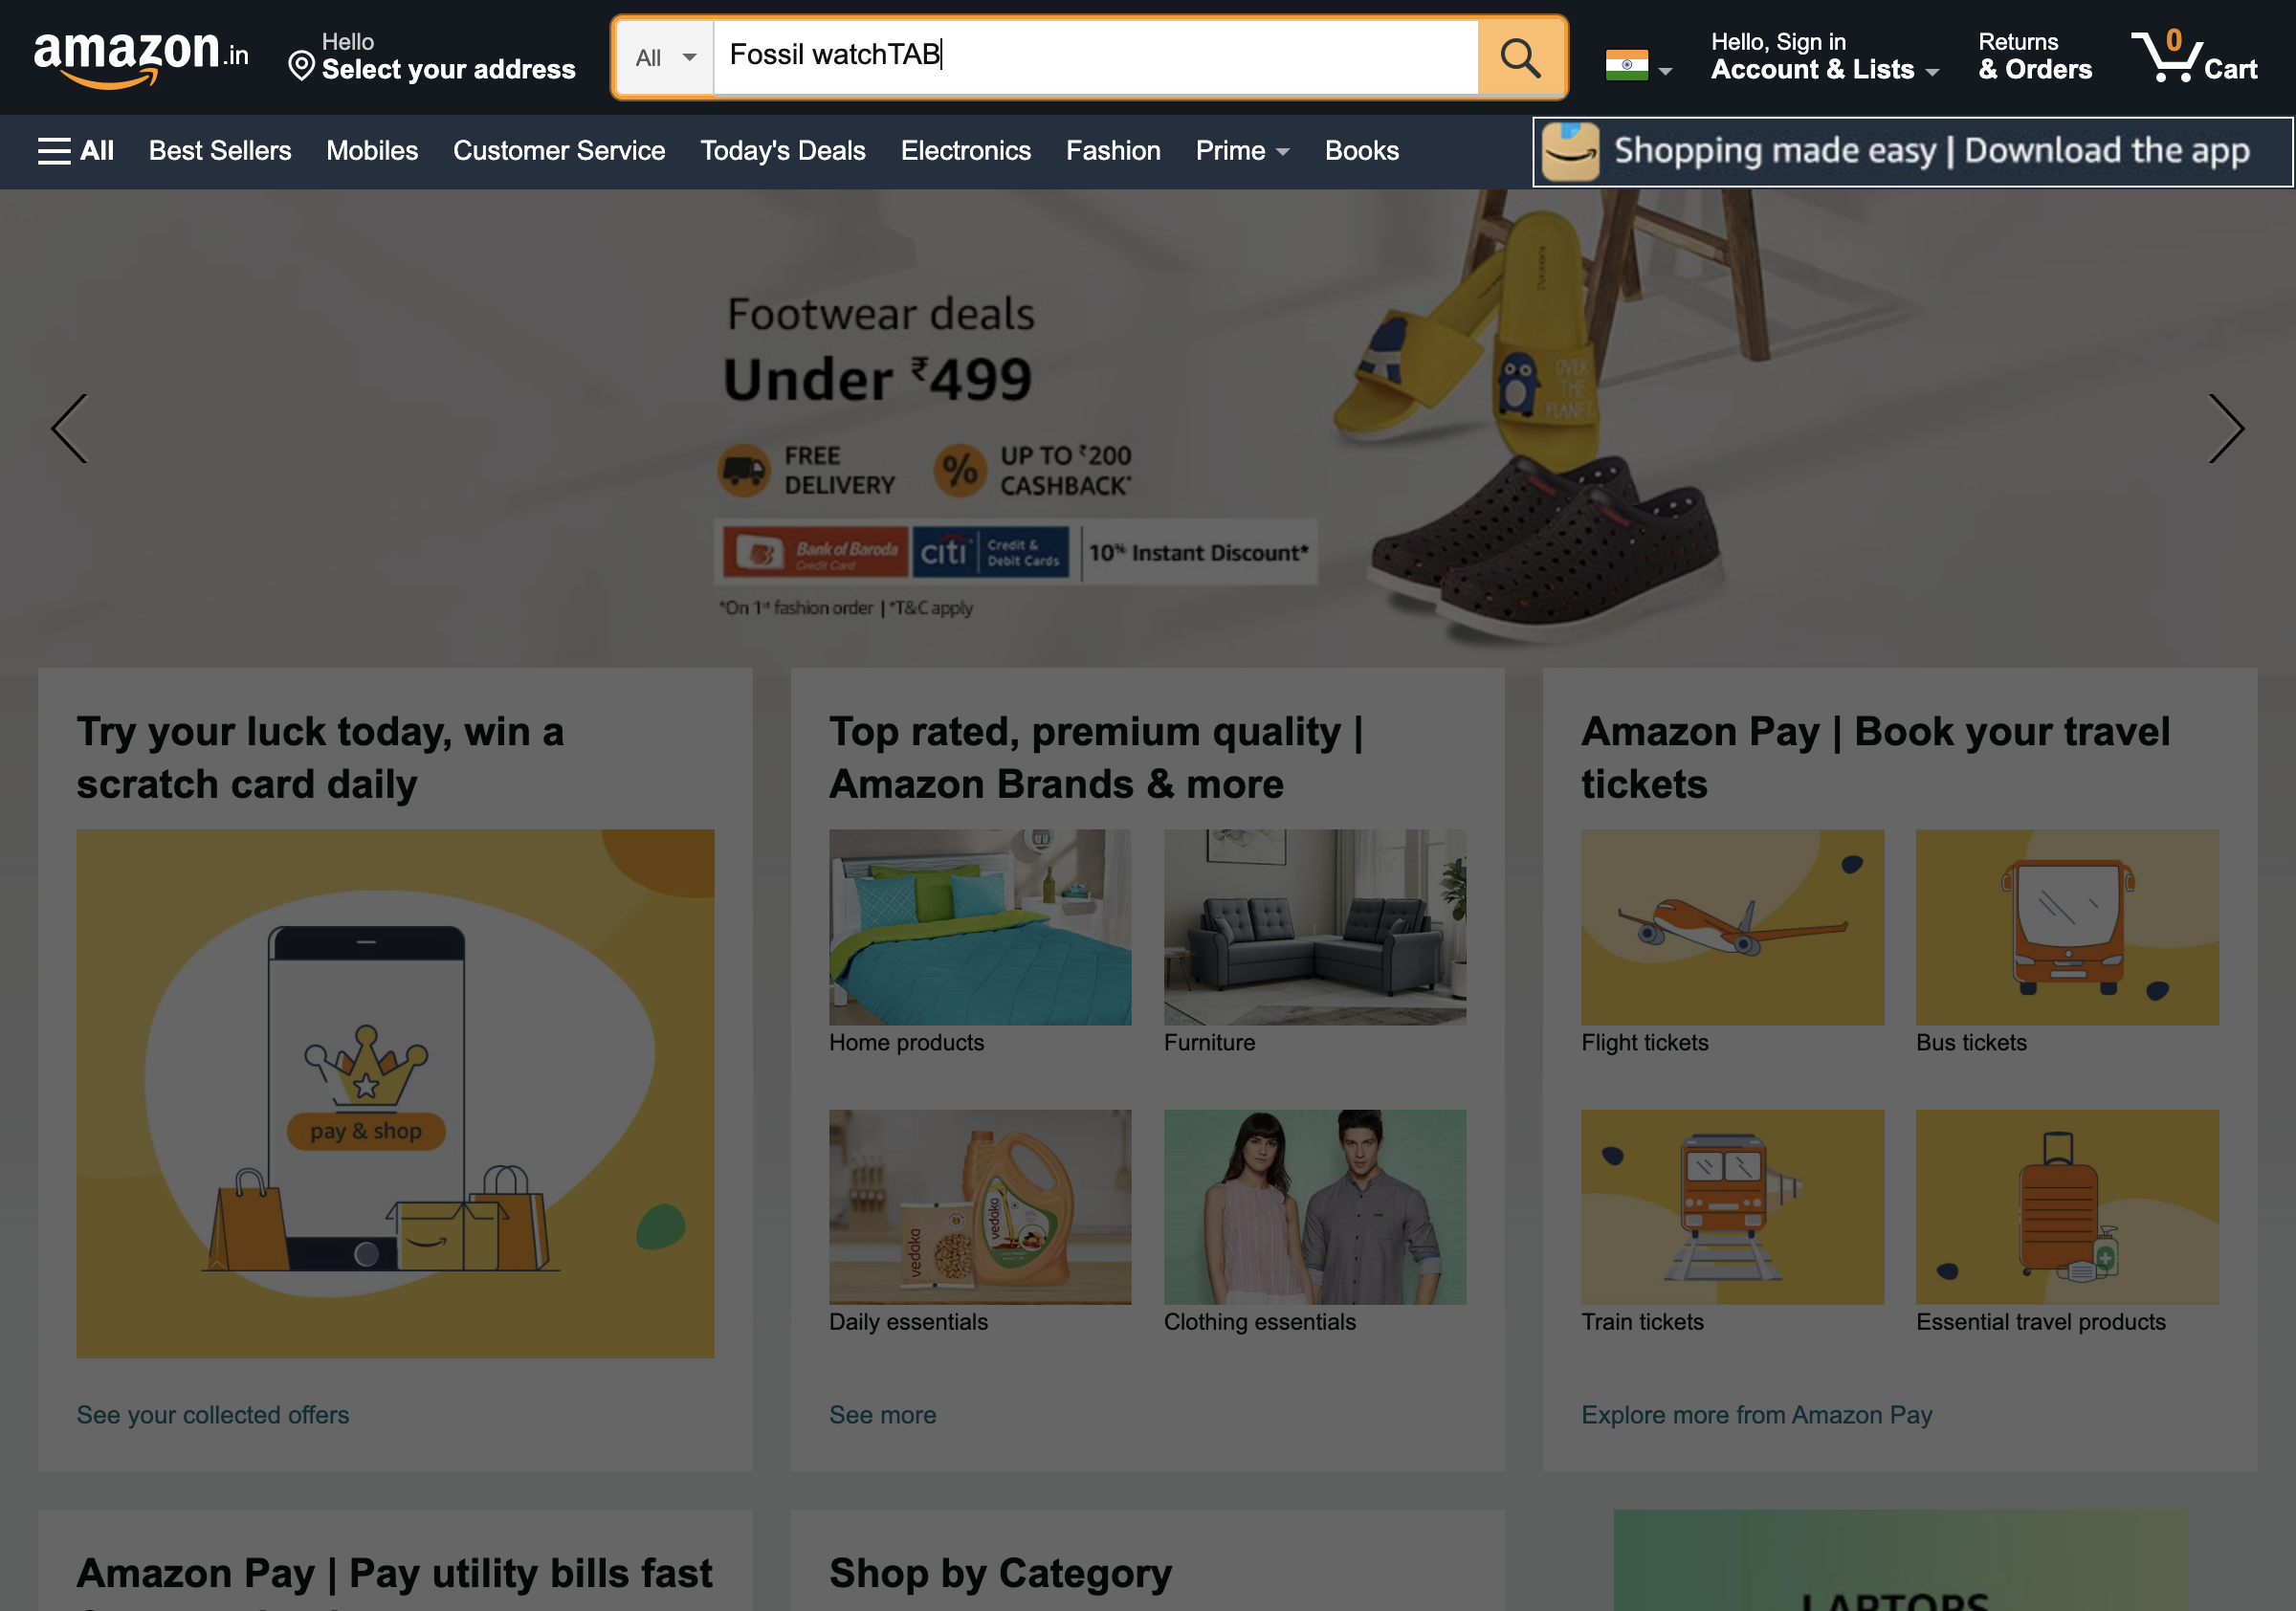 amazon.in
Hello
Select your address
All
Fossil watchTAB
Hello, Sign in
Account & Lists
Returns
& Orders
0
Cart
All
Best Sellers
Mobiles
Customer Service
Today's Deals
Electronics
Fashion
Prime
Books
Shopping made easy | Download the app
Footwear deals
Under ₹499
FREE
DELIVERY
%
UP TO ₹200
CASHBACK*
Bank of Baroda
Credit Card
citi
Credit &
Debit Cards
10% Instant Discount*
*On 1st fashion order | *T&C apply
OVER
THE
PLANET
Try your luck today, win a
scratch card daily
pay & shop
See your collected offers
Top rated, premium quality |
Amazon Brands & more
Home products
Furniture
vedaka
vedaka
Daily essentials
Clothing essentials
See more
Amazon Pay | Book your travel
tickets
Flight tickets
Bus tickets
Train tickets
Essential travel products
Explore more from Amazon Pay
Amazon Pay | Pay utility bills fast
Shop by Category
LAPTOPS